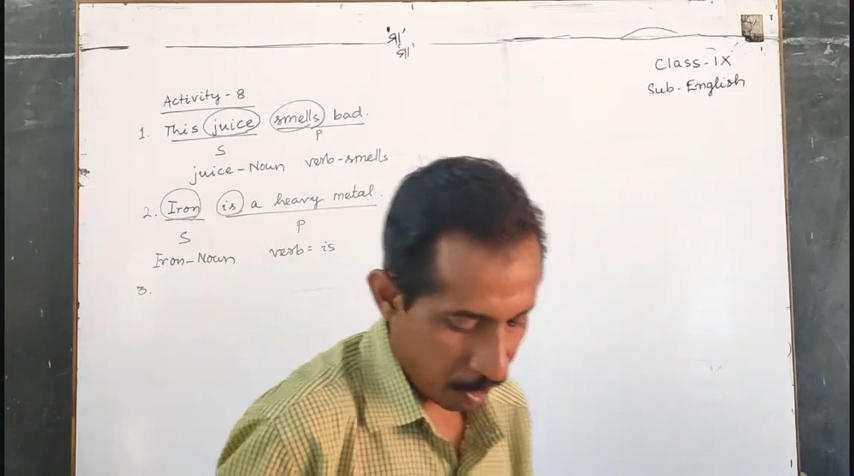 Class-IX
Sub. English
Activity - 8
1. This juice smells bad.
S P
juice-Noun verb-smells
2. Iron is a heavy metal.
S P
Iron-Noun verb = is
3.